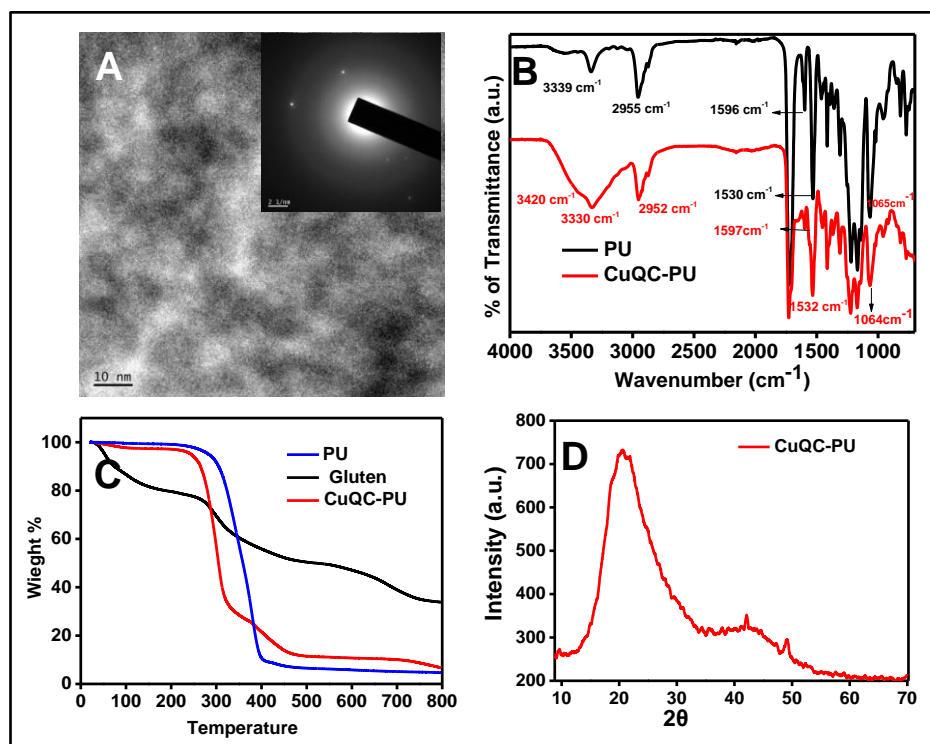 A
2 1/nm
10 nm
B
3339 cm-1
2955 cm-1
1596 cm-1
3420 cm-1
3330 cm-1
2952 cm-1
1530 cm-1
1065cm-1
1597cm-1
PU
CuQC-PU
1532 cm-1
1064cm-1
% of Transmittance (a.u.)
4000 3500 3000 2500 2000 1500 1000
Wavenumber (cm-1)
C
PU
Gluten
CuQC-PU
100
80
60
40
20
0
Wieght %
0 100 200 300 400 500 600 700 800
Temperature
D
CuQC-PU
800
700
600
500
400
300
200
Intensity (a.u.)
10 20 30 40 50 60 70
2θ